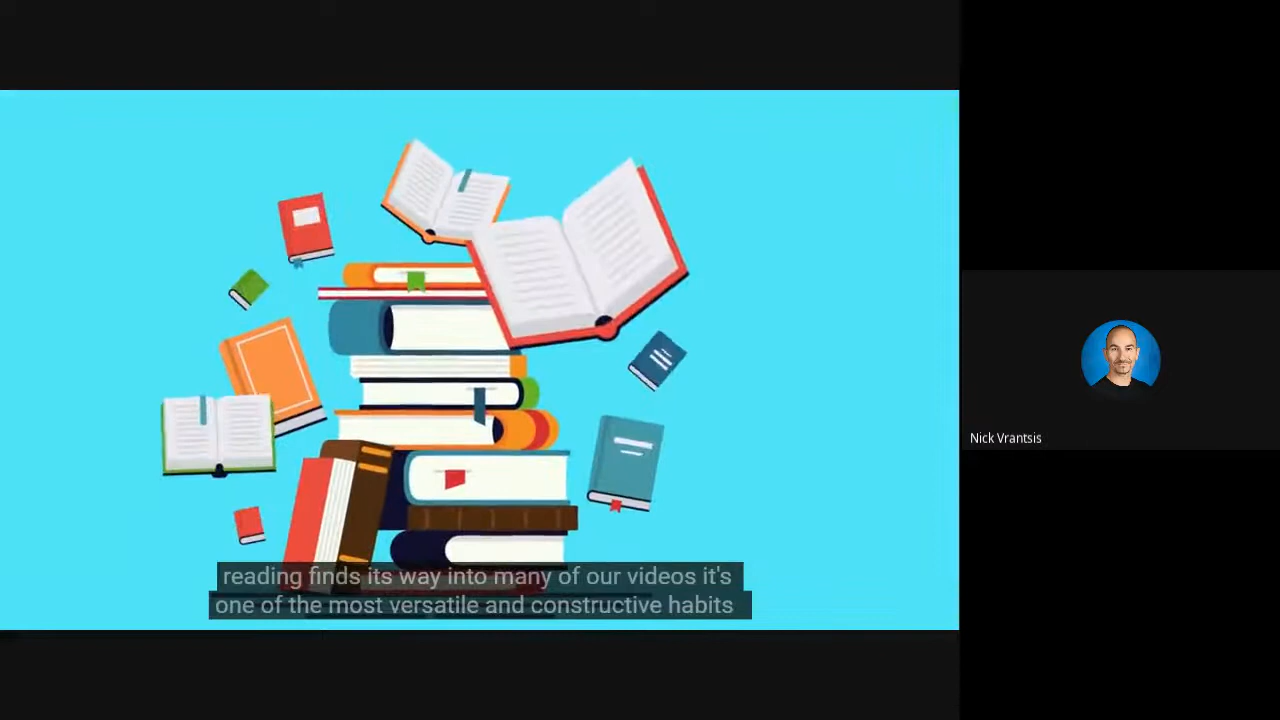 reading finds its way into many of our videos it's
one of the most versatile and constructive habits
Nick Vrantsis